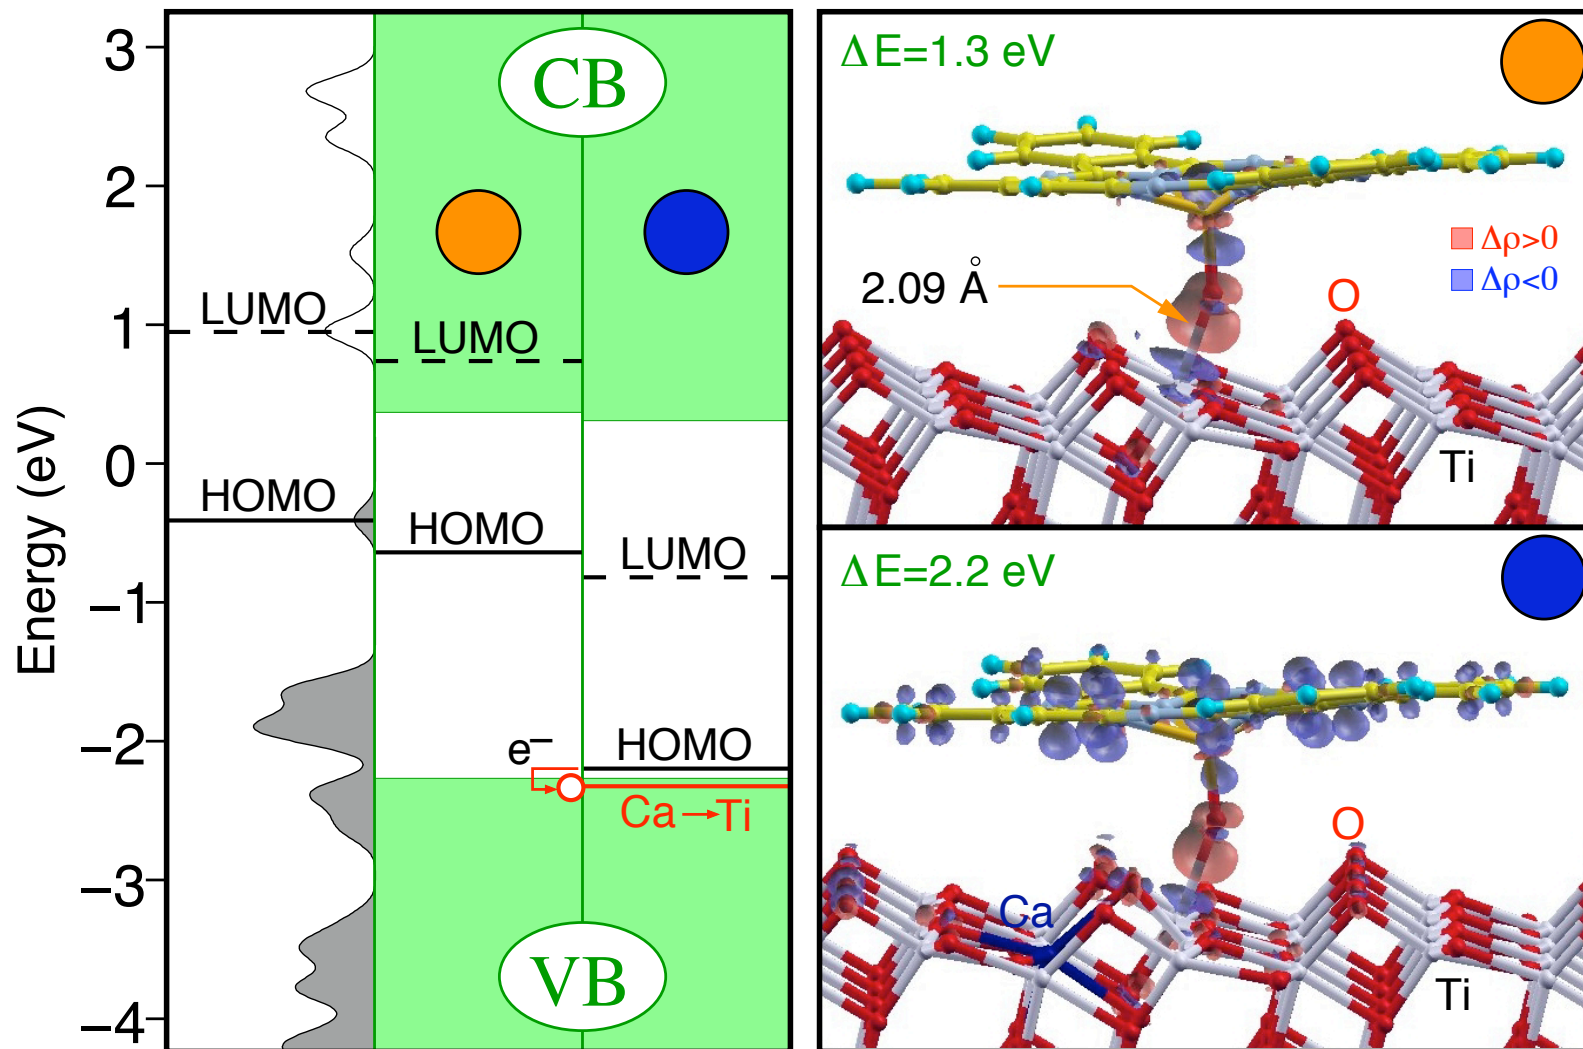 Energy (eV)
3
2
1
0
−1
−2
−3
−4
LUMO
HOMO
CB
LUMO
HOMO
LUMO
HOMO
e−
Ca→Ti
VB
ΔE=1.3 eV
Δρ>0
Δρ<0
2.09 Å
O
Ti
ΔE=2.2 eV
O
Ca
Ti